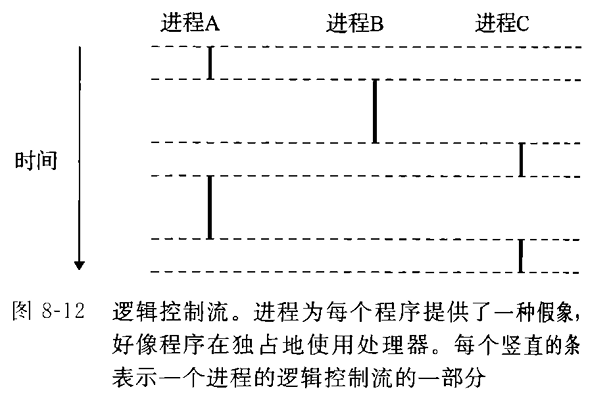 进程A 进程B 进程C
时间
图 8-12 逻辑控制流。进程为每个程序提供了一种假象，
好像程序在独占地使用处理器。每个竖直的条
表示一个进程的逻辑控制流的一部分